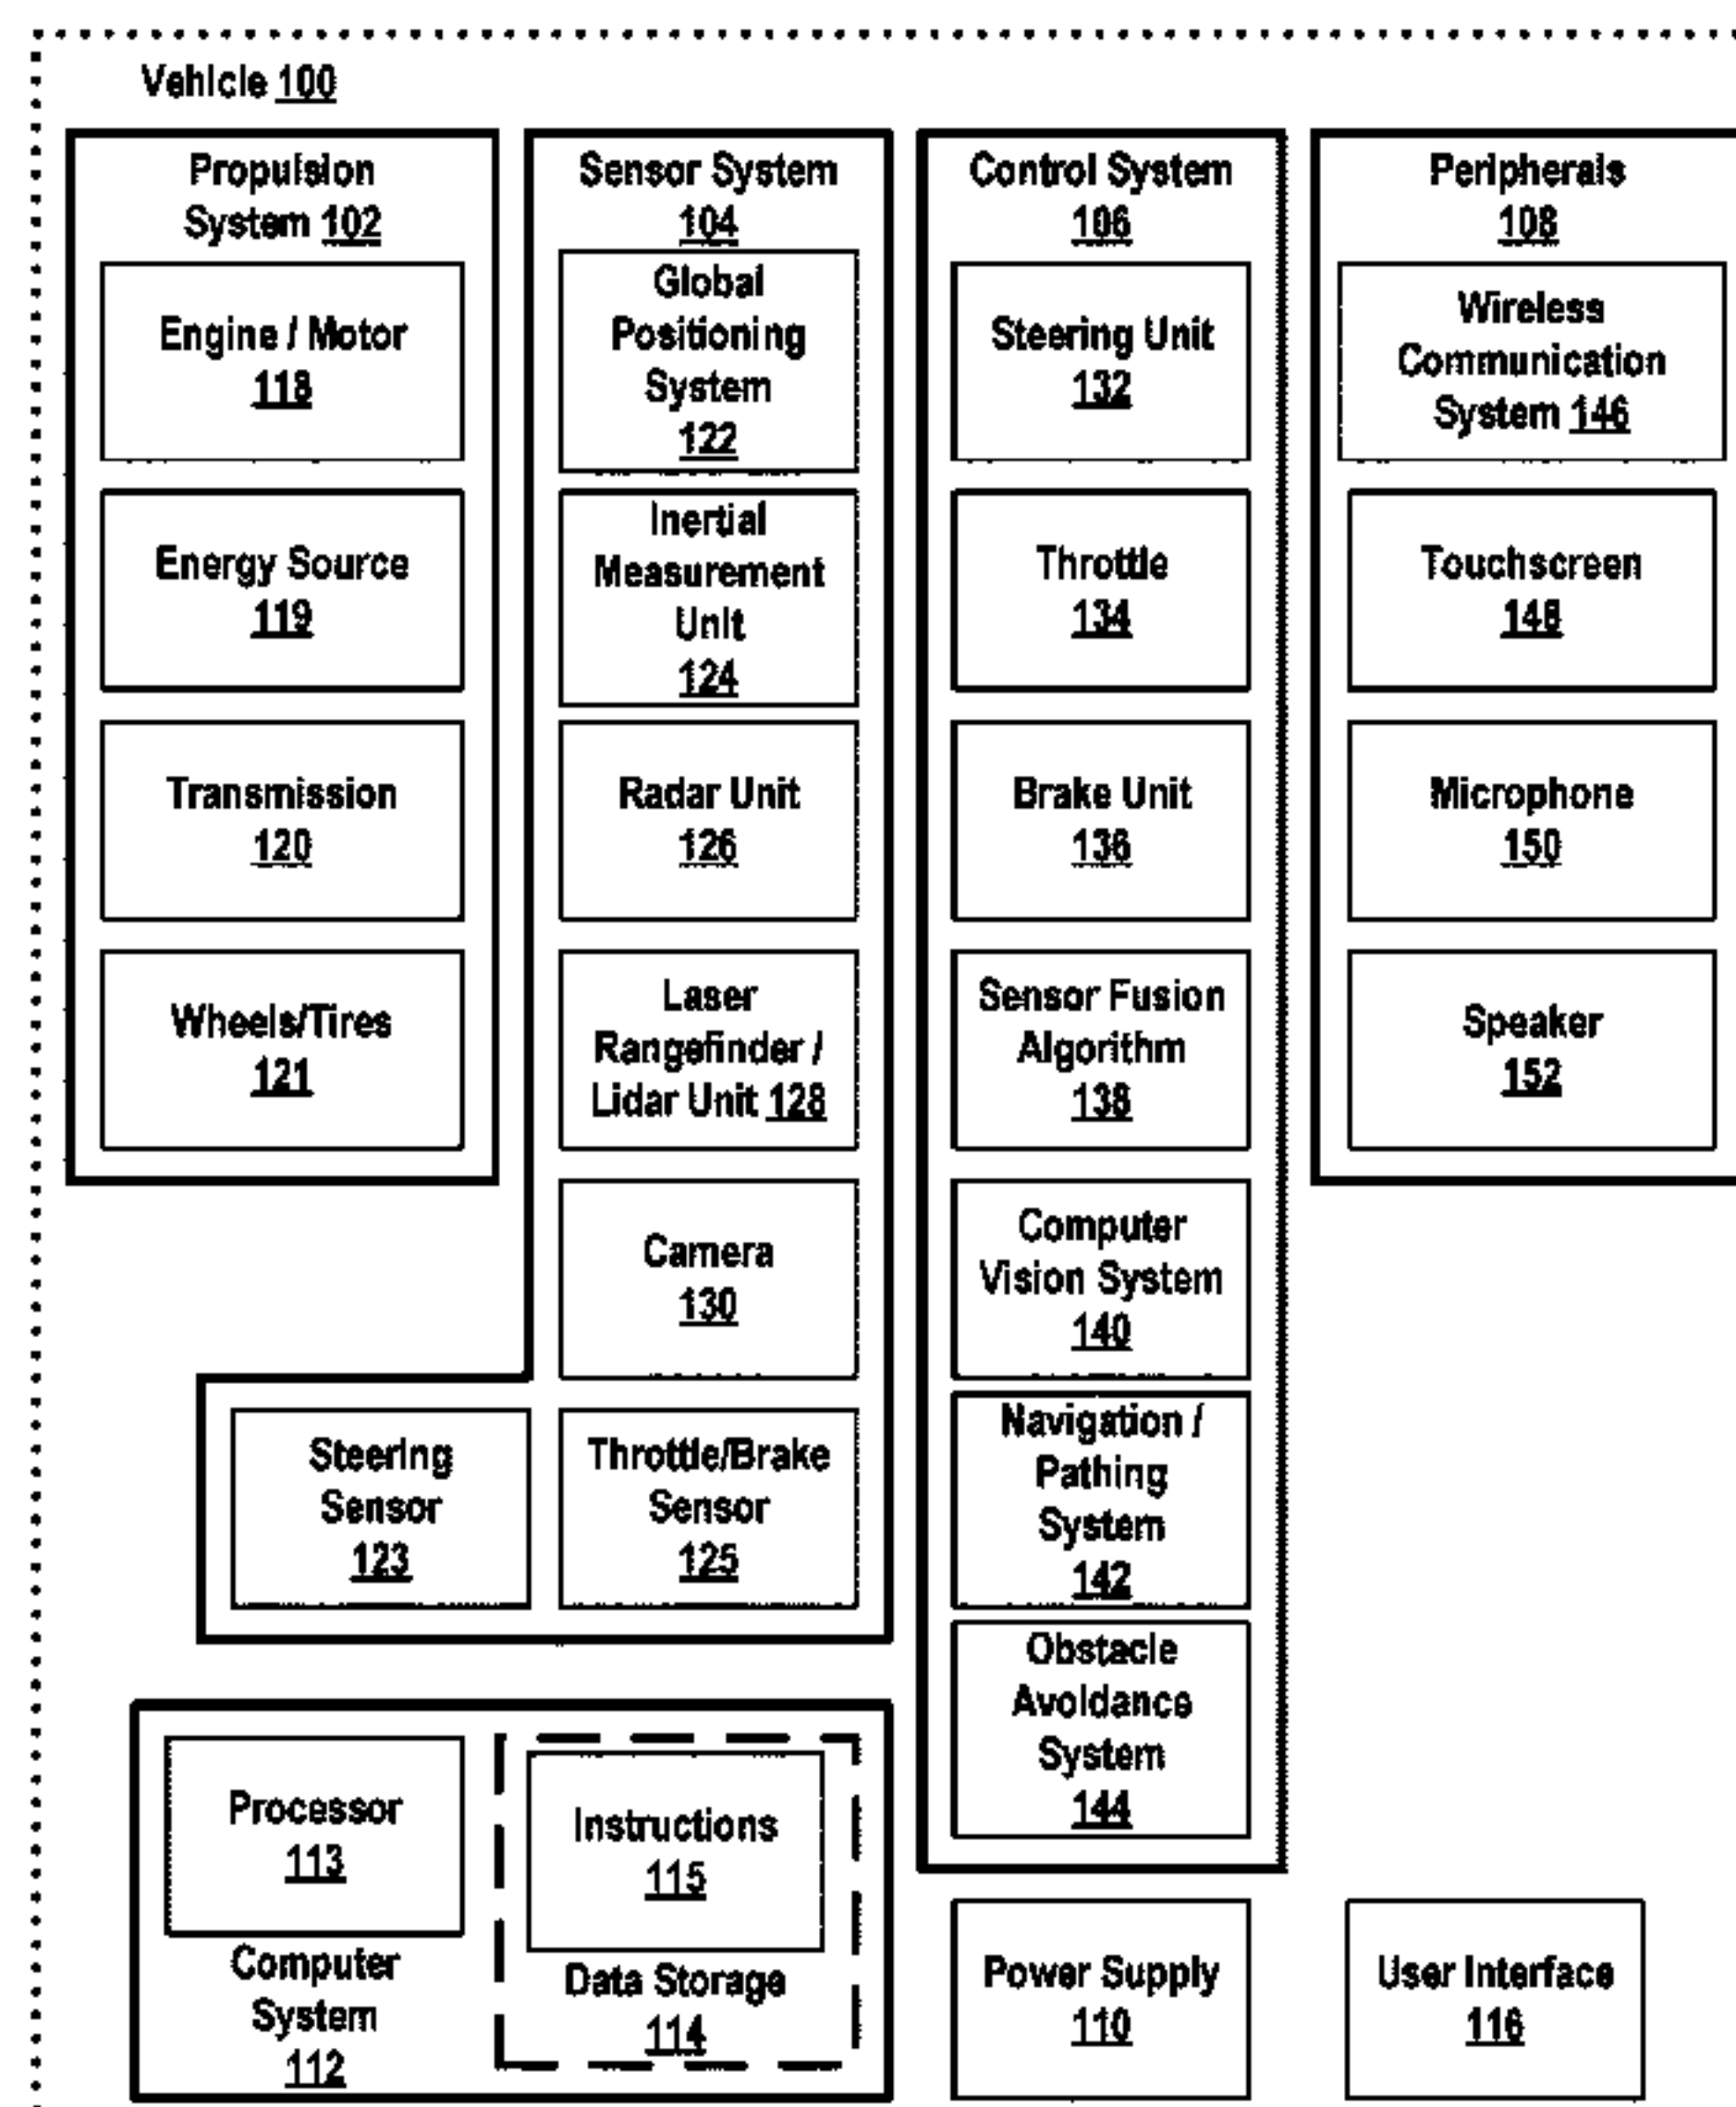 Vehicle 100
Propulsion
System 102
Engine / Motor
118
Energy Source
119
Transmission
120
Wheels/Tires
121
Sensor System
104
Global
Positioning
System
122
Inertial
Measurement
Unit
124
Radar Unit
126
Laser
Rangefinder /
Lidar Unit 128
Camera
130
Steering
Sensor
123
Throttle/Brake
Sensor
125
Control System
106
Steering Unit
132
Throttle
134
Brake Unit
136
Sensor Fusion
Algorithm
138
Computer
Vision System
140
Navigation /
Pathing
System
142
Obstacle
Avoidance
System
144
Peripherals
108
Wireless
Communication
System 146
Touchscreen
148
Microphone
150
Speaker
152
Processor
113
Computer
System
112
Instructions
115
Data Storage
114
Power Supply
110
User Interface
116